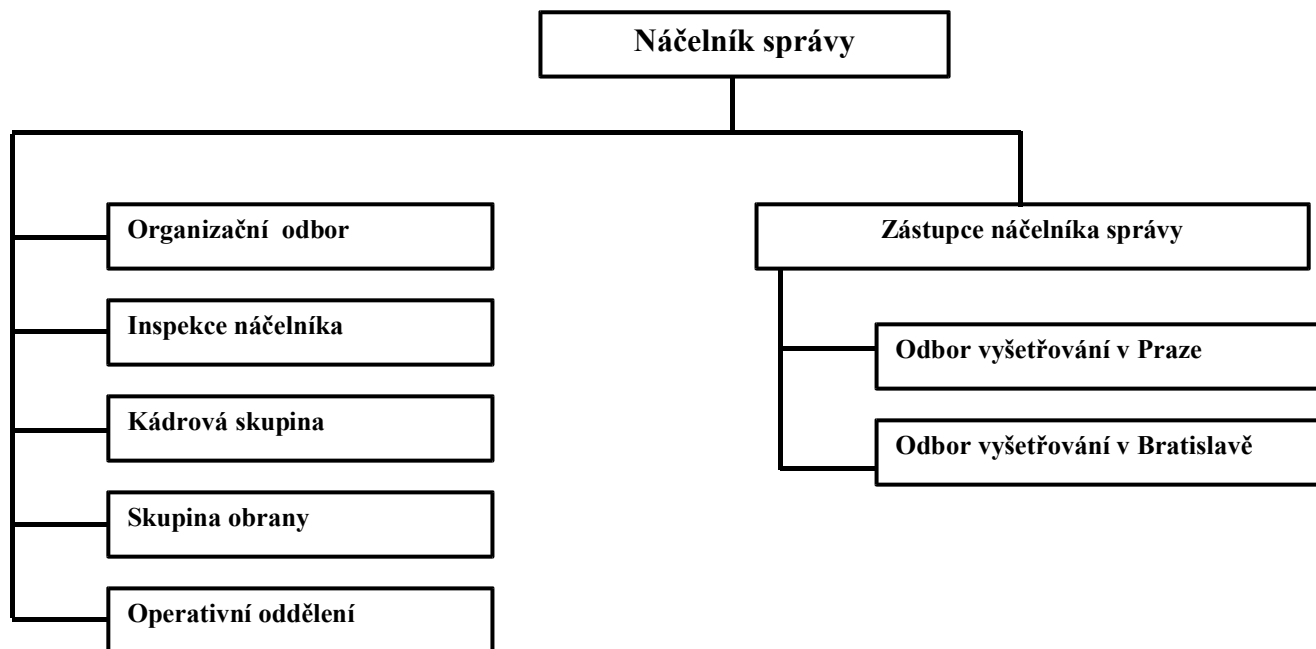 Náčelník správy
Organizační odbor
Inspekce náčelníka
Kádrová skupina
Skupina obrany
Operativní oddělení
Zástupce náčelníka správy
Odbor vyšetřování v Praze
Odbor vyšetřování v Bratislavě